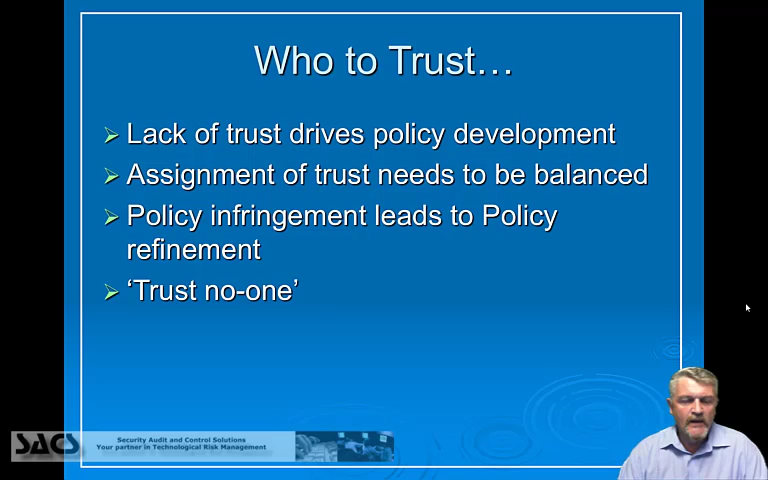 Who to Trust…
Lack of trust drives policy development
Assignment of trust needs to be balanced
Policy infringement leads to Policy
refinement
‘Trust no-one’
SACS
Security Audit and Control Solutions
Your partner in Technological Risk Management